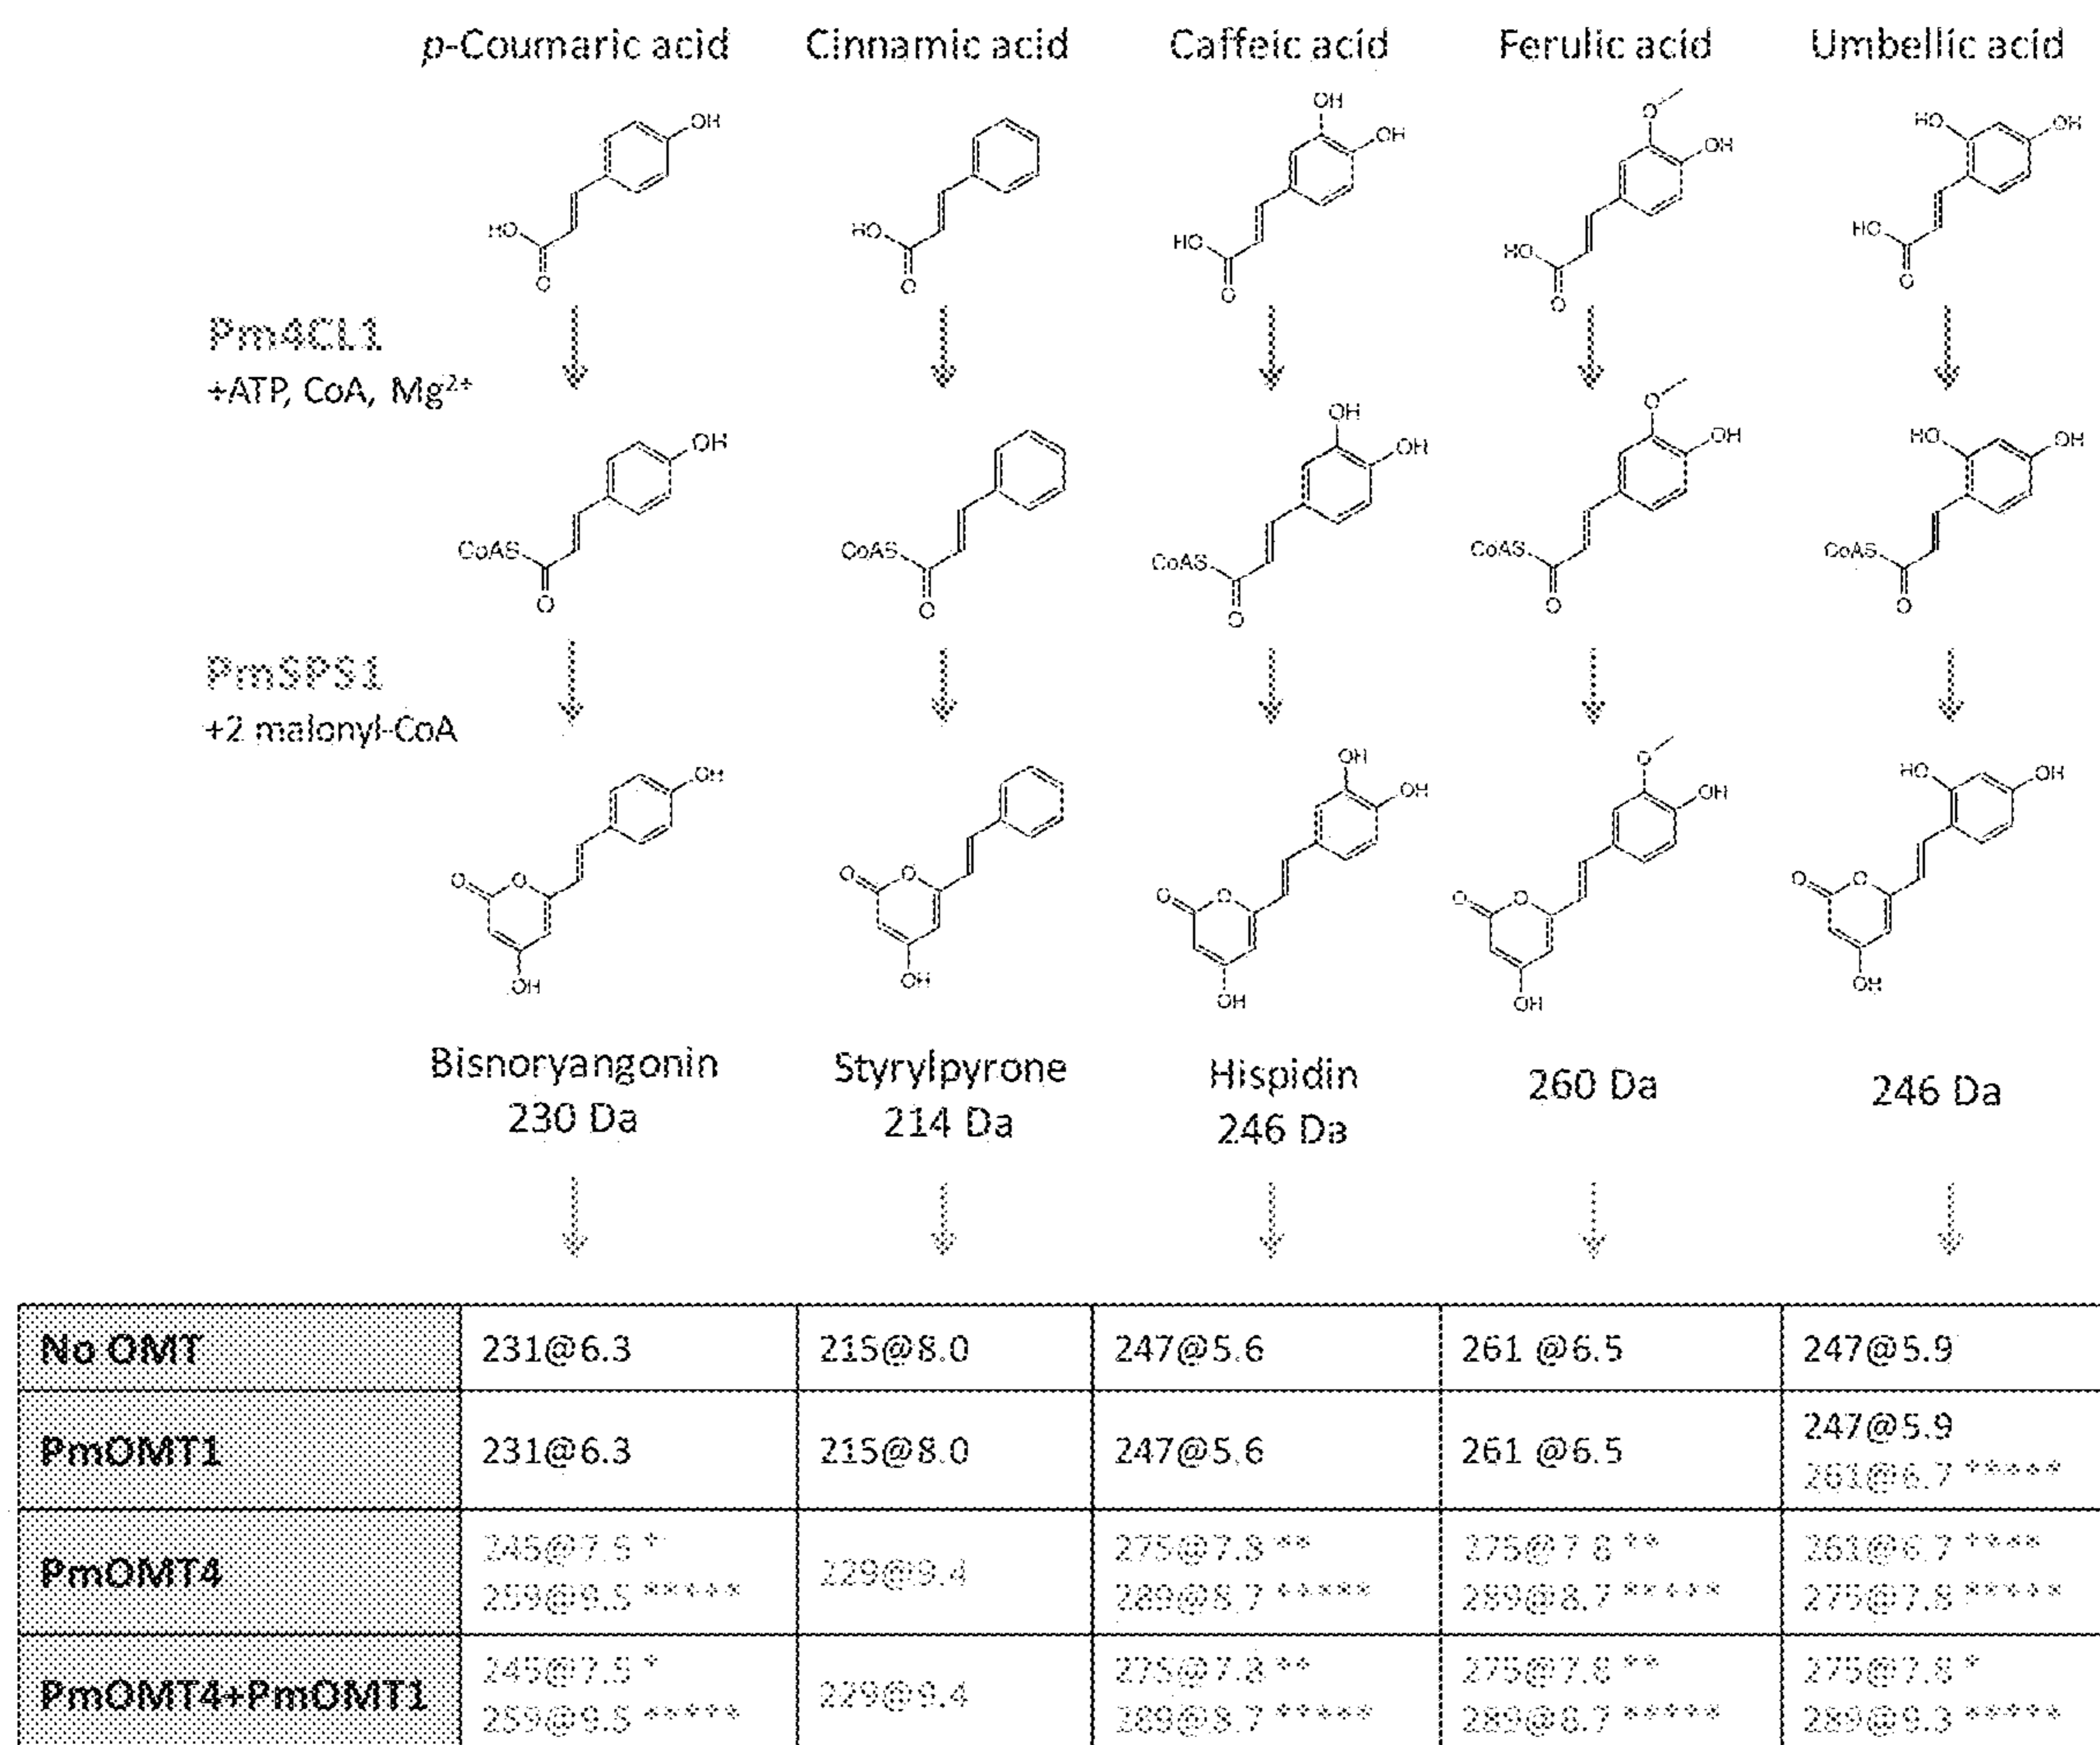 p-Coumaric acid Cinnamic acid Caffeic acid Ferulic acid Umbellic acid
OH
OH
O
OH
OH
HO
OH
HO
O
HO
O
HO
O
HO
O
HO
O
Pm4CL1
+ATP, CoA, Mg2+
OH
OH
O
OH
OH
HO
OH
CoAS
O
CoAS
O
CoAS
O
CoAS
O
CoAS
O
PmSPS1
+2 malonyl-CoA
OH
OH
O
OH
OH
HO
OH
O O
OH
O O
OH
O O
OH
O O
OH
O O
OH
Bisnoryangonin Styrylpyrone Hispidin
230 Da 214 Da 246 Da 260 Da 246 Da
No OMT 231@6.3 215@8.0 247@5.6 261 @6.5 247@5.9
PmOMT1 231@6.3 215@8.0 247@5.6 261 @6.5 247@5.9
261@6.7 *****
PmOMT4 245@7.5 * 229@9.4 275@7.8 ** 275@7.8 ** 261@6.7 ****
259@9.5 ***** 289@8.7 ***** 289@8.7 ***** 275@7.8 *****
PmOMT4+PmOMT1 245@7.5 * 229@9.4 275@7.8 ** 275@7.8 ** 275@7.8 *
259@9.5 ***** 289@8.7 ***** 289@8.7 ***** 289@9.3 *****